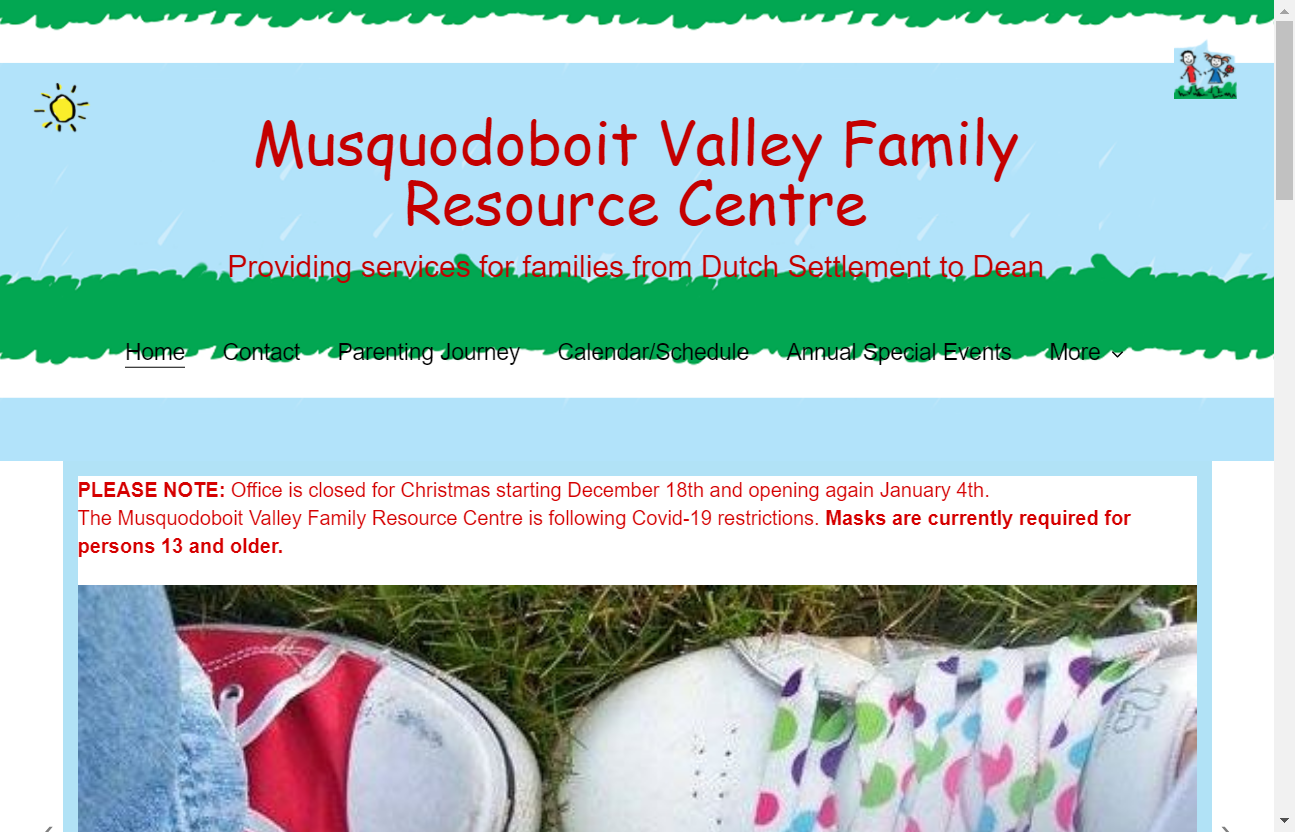 Musquodoboit Valley Family
Resource Centre
Providing services for families from Dutch Settlement to Dean
Home Contact Parenting Journey Calendar/Schedule Annual Special Events More
PLEASE NOTE: Office is closed for Christmas starting December 18th and opening again January 4th.
The Musquodoboit Valley Family Resource Centre is following Covid-19 restrictions. Masks are currently required for
persons 13 and older.